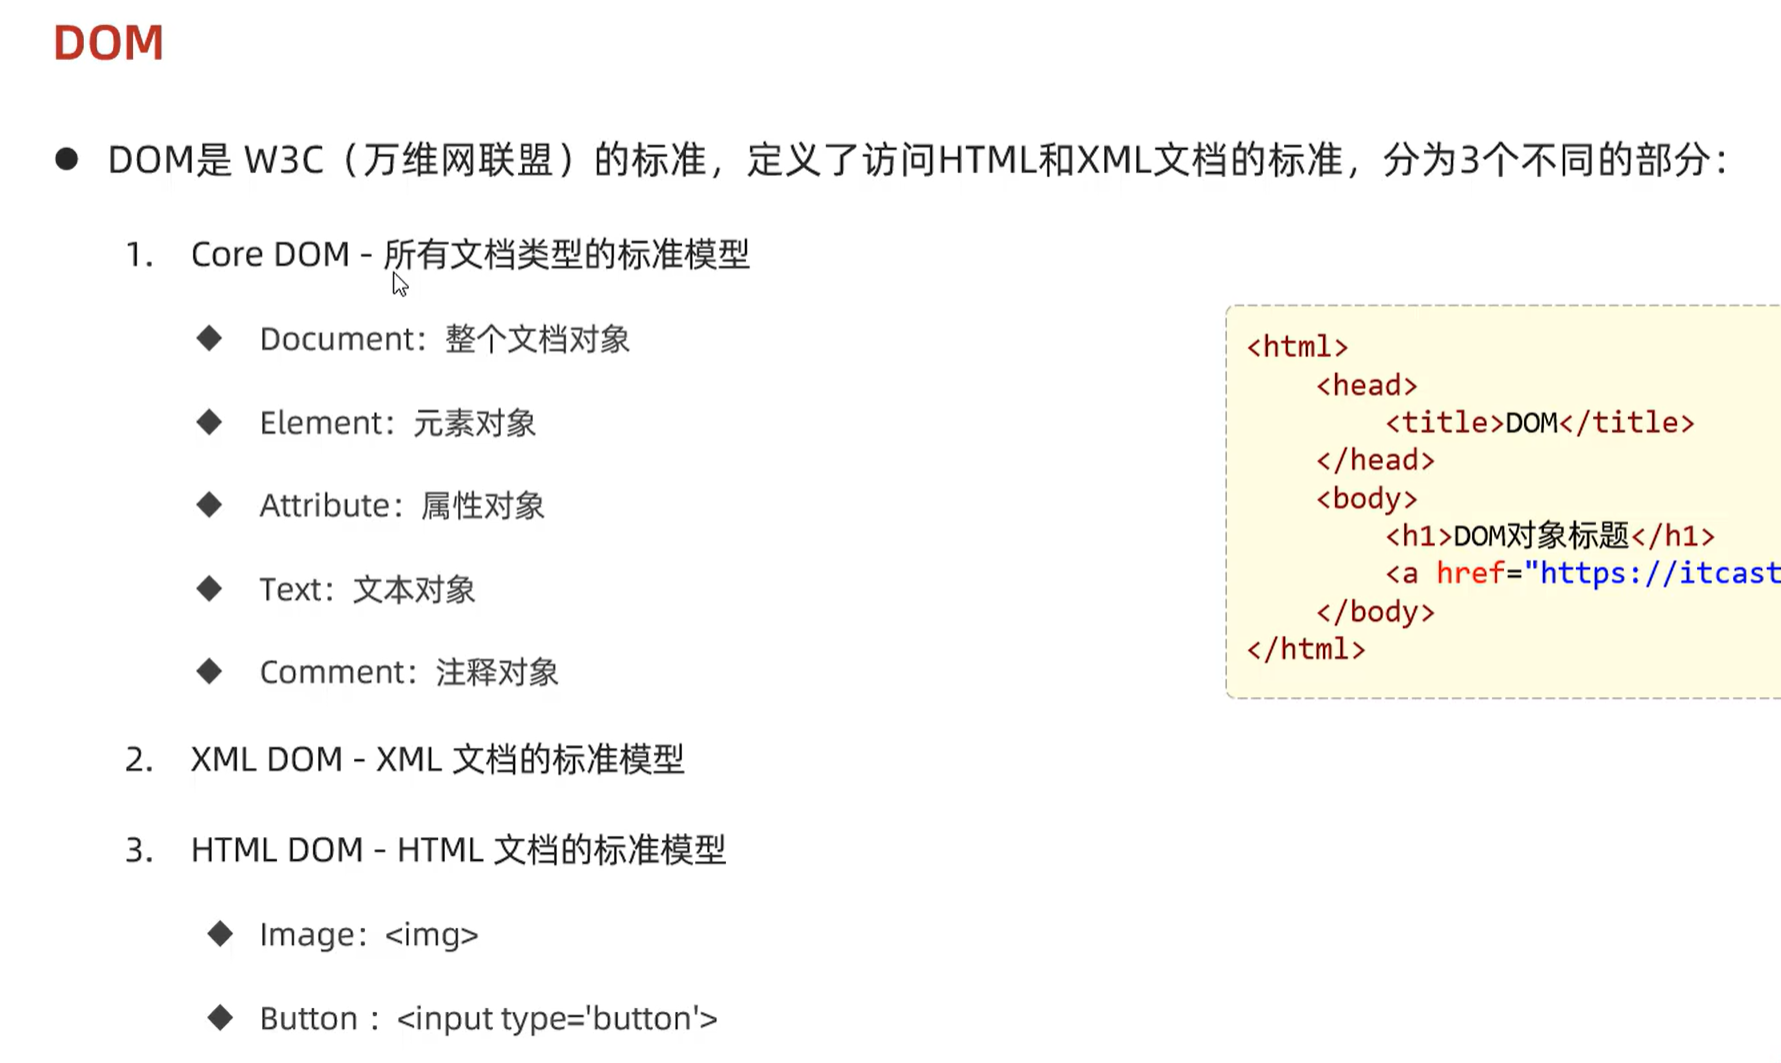 DOM
● DOM是 W3C（万维网联盟）的标准，定义了访问HTML和XML文档的标准，分为3个不同的部分：
1. Core DOM - 所有文档类型的标准模型
◆ Document：整个文档对象
◆ Element：元素对象
◆ Attribute：属性对象
◆ Text：文本对象
◆ Comment：注释对象
2. XML DOM - XML 文档的标准模型
3. HTML DOM - HTML 文档的标准模型
◆ Image：<img>
◆ Button ：<input type='button'>
<html>
<head>
<title>DOM</title>
</head>
<body>
<h1>DOM对象标题</h1>
<a href="https://itcast
</body>
</html>